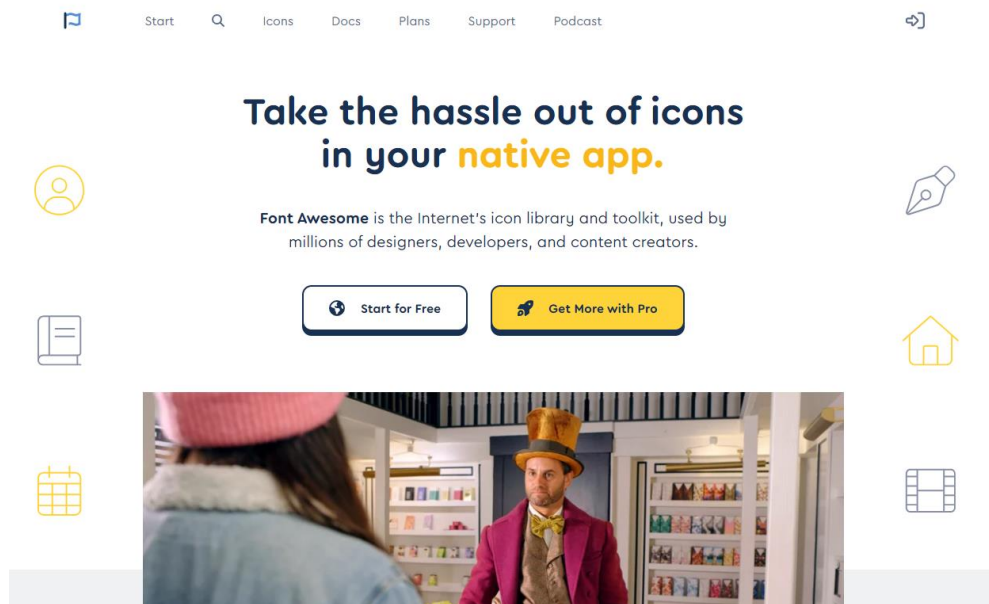 Start Icons Docs Plans Support Podcast
Take the hassle out of icons
in your native app.
Font Awesome is the Internet's icon library and toolkit, used by
millions of designers, developers, and content creators.
Start for Free
Get More with Pro